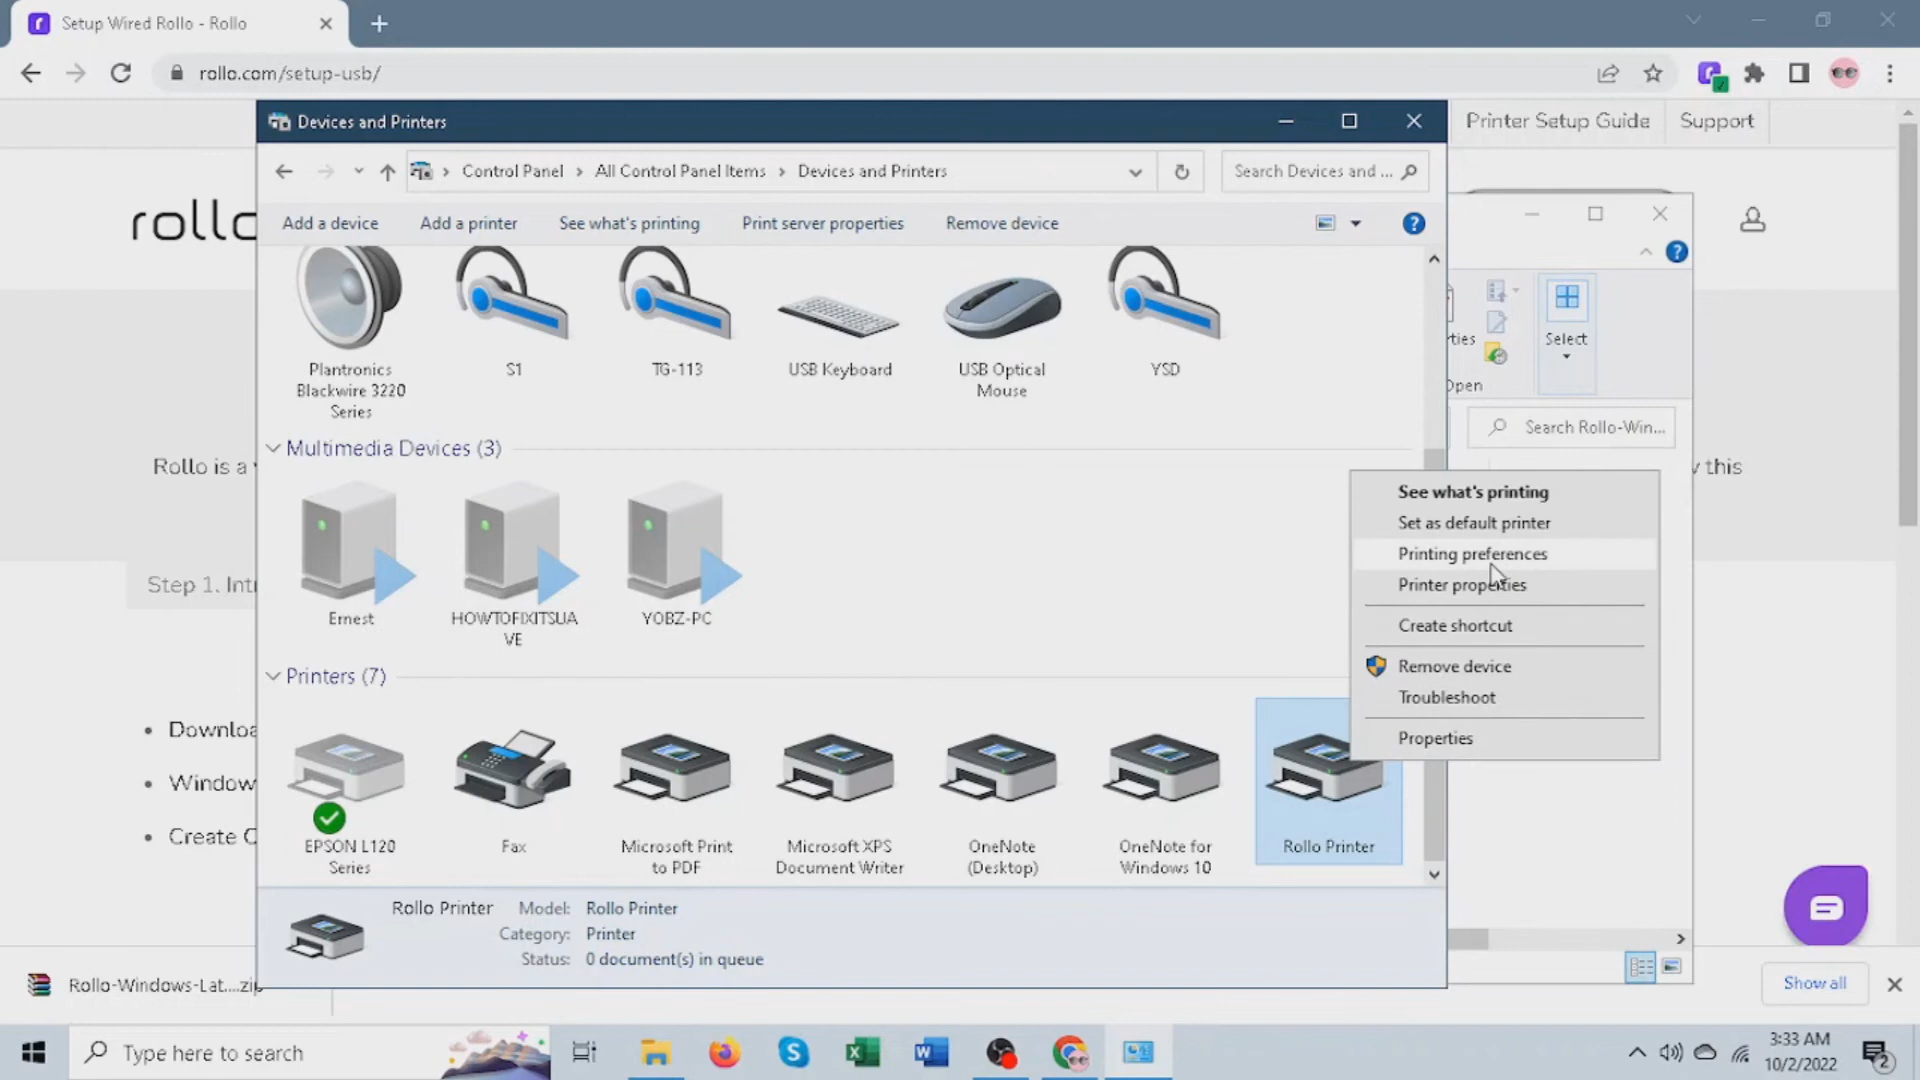 Setup Wired Rollo - Rollo
rollo.com/setup-usb/
Devices and Printers
Printer Setup Guide
Support
Control Panel > All Control Panel Items > Devices and Printers
Search Devices and ...
rollo
Add a device
Add a printer
See what's printing
Print server properties
Remove device
Plantronics
Blackwire 3220
Series
S1
TG-113
USB Keyboard
USB Optical
Mouse
YSD
ties
Select
Open
Search Rollo-Win...
Rollo is a
this
Multimedia Devices (3)
Ernest
HOWTOFIXITSUA
VE
YOBZ-PC
See what's printing
Set as default printer
Printing preferences
Printer properties
Create shortcut
Remove device
Troubleshoot
Properties
Step 1. Int
Printers (7)
Downloa
Window
Create C
EPSON L120
Series
Fax
Microsoft Print
to PDF
Microsoft XPS
Document Writer
OneNote
(Desktop)
OneNote for
Windows 10
Rollo Printer
Rollo Printer
Model: Rollo Printer
Category: Printer
Status: 0 document(s) in queue
Rollo-Windows-Lat....zip
Show all
Type here to search
3:33 AM
10/2/2022
2